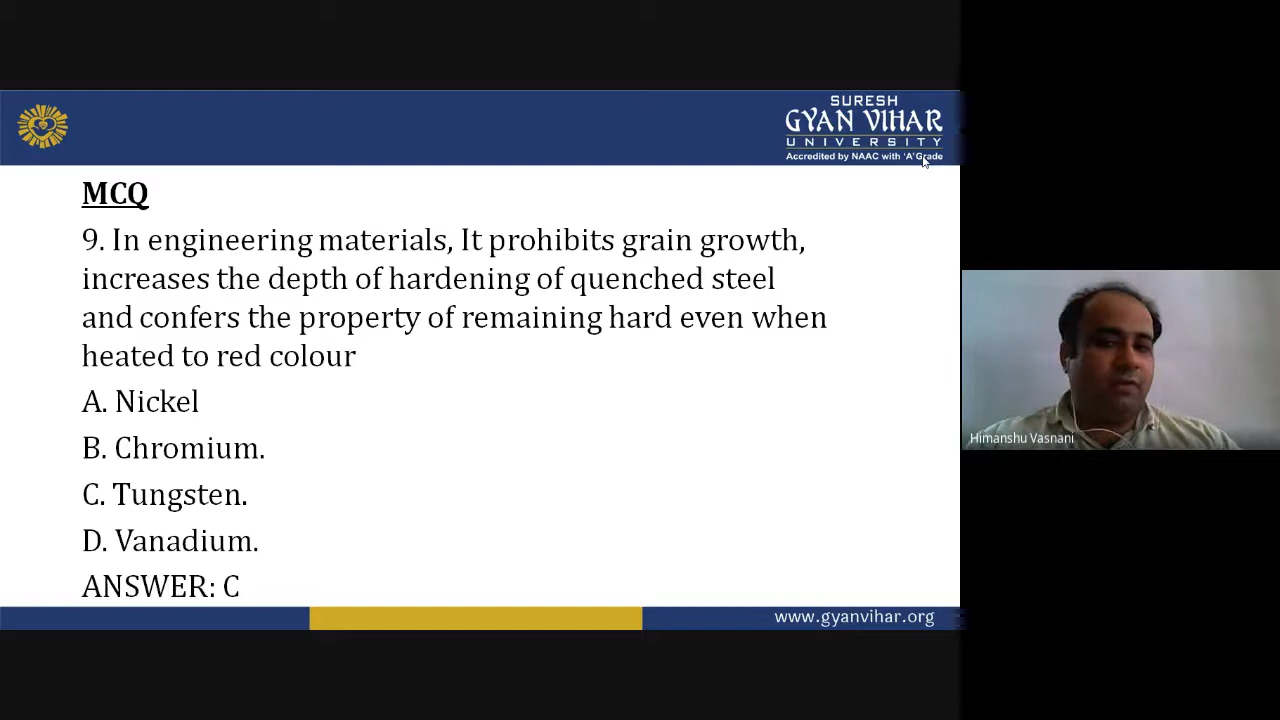 SURESH
GYAN VIHAR
UNIVERSITY
Accredited by NAAC with 'A' Grade
MCQ
9. In engineering materials, It prohibits grain growth,
increases the depth of hardening of quenched steel
and confers the property of remaining hard even when
heated to red colour
A. Nickel
B. Chromium.
C. Tungsten.
D. Vanadium.
ANSWER: C
www.gyanvihar.org
Himanshu Vasnani